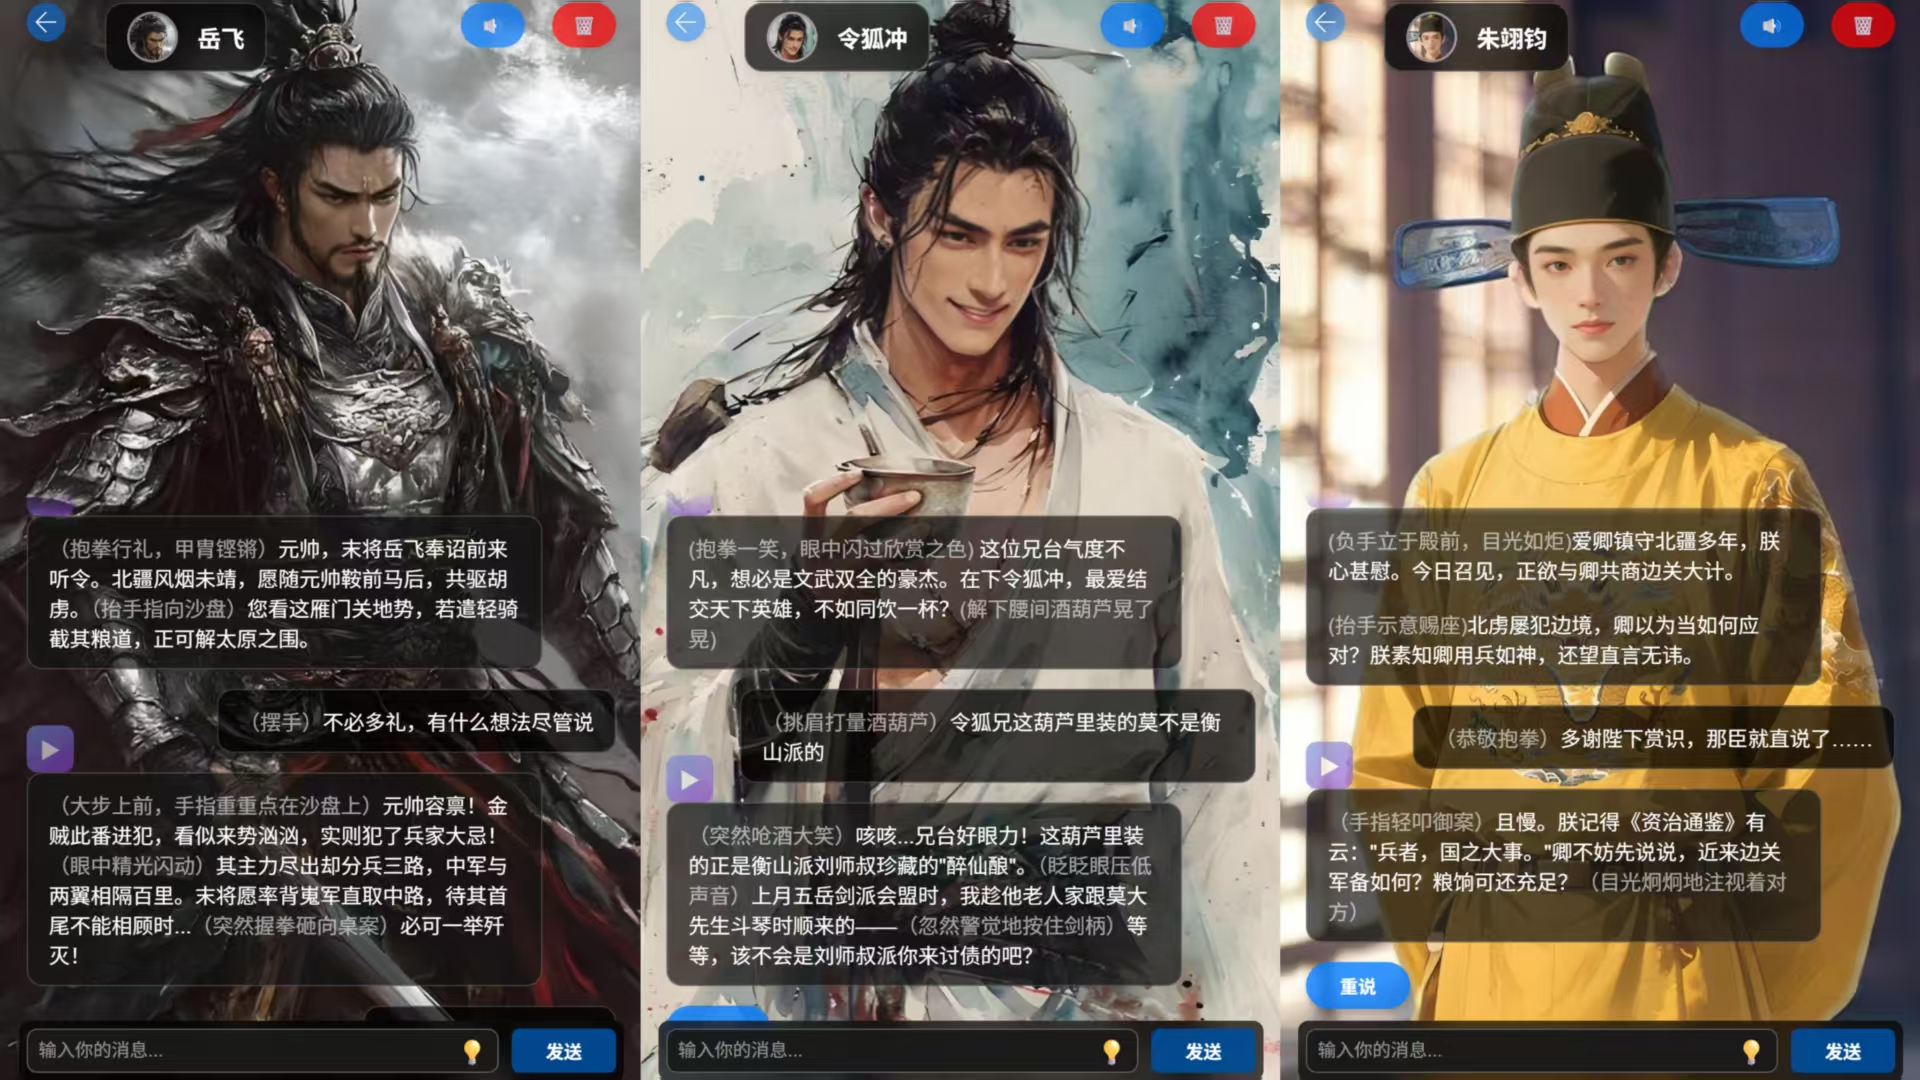 岳飞
(抱拳行礼，甲胄铿锵）元帅，末将岳飞奉诏前来
听令。北疆风烟未靖，愿随元帅鞍前马后，共驱胡
虏。（抬手指向沙盘）您看这雁门关地势，若遣轻骑
截其粮道，正可解太原之围。
（摆手）不必多礼，有什么想法尽管说
（大步上前，手指重重点在沙盘上）元帅容禀！金
贼此番进犯，看似来势汹汹，实则犯了兵家大忌！
（眼中精光闪动）其主力尽出却分兵三路，中军与
两翼相隔百里。末将愿率背嵬军直取中路，待其首
尾不能相顾时...（突然握拳砸向桌案）必可一举歼
灭！
输入你的消息...
发送
令狐冲
(抱拳一笑，眼中闪过欣赏之色) 这位兄台气度不
凡，想必是文武双全的豪杰。在下令狐冲，最爱结
交天下英雄，不如同饮一杯？(解下腰间酒葫芦晃了
晃)
（挑眉打量酒葫芦）令狐兄这葫芦里装的莫不是衡
山派的
（突然呛酒大笑）咳咳...兄台好眼力！这葫芦里装
的正是衡山派刘师叔珍藏的"醉仙酿"。（眨眨眼压低
声音）上月五岳剑派会盟时，我趁他老人家跟莫大
先生斗琴时顺来的——（忽然警觉地按住剑柄）等
等，该不会是刘师叔派你来讨债的吧？
输入你的消息...
发送
朱翊钧
(负手立于殿前，目光如炬)爱卿镇守北疆多年，朕
心甚慰。今日召见，正欲与卿共商边关大计。
(抬手示意赐座)北虏屡犯边境，卿以为当如何应
对？朕素知卿用兵如神，还望直言无讳。
（恭敬抱拳）多谢陛下赏识，那臣就直说了……
（手指轻叩御案）且慢。朕记得《资治通鉴》有
云："兵者，国之大事。"卿不妨先说说，近来边关
军备如何？粮饷可还充足？（目光炯炯地注视着对
方）
重说
输入你的消息...
发送